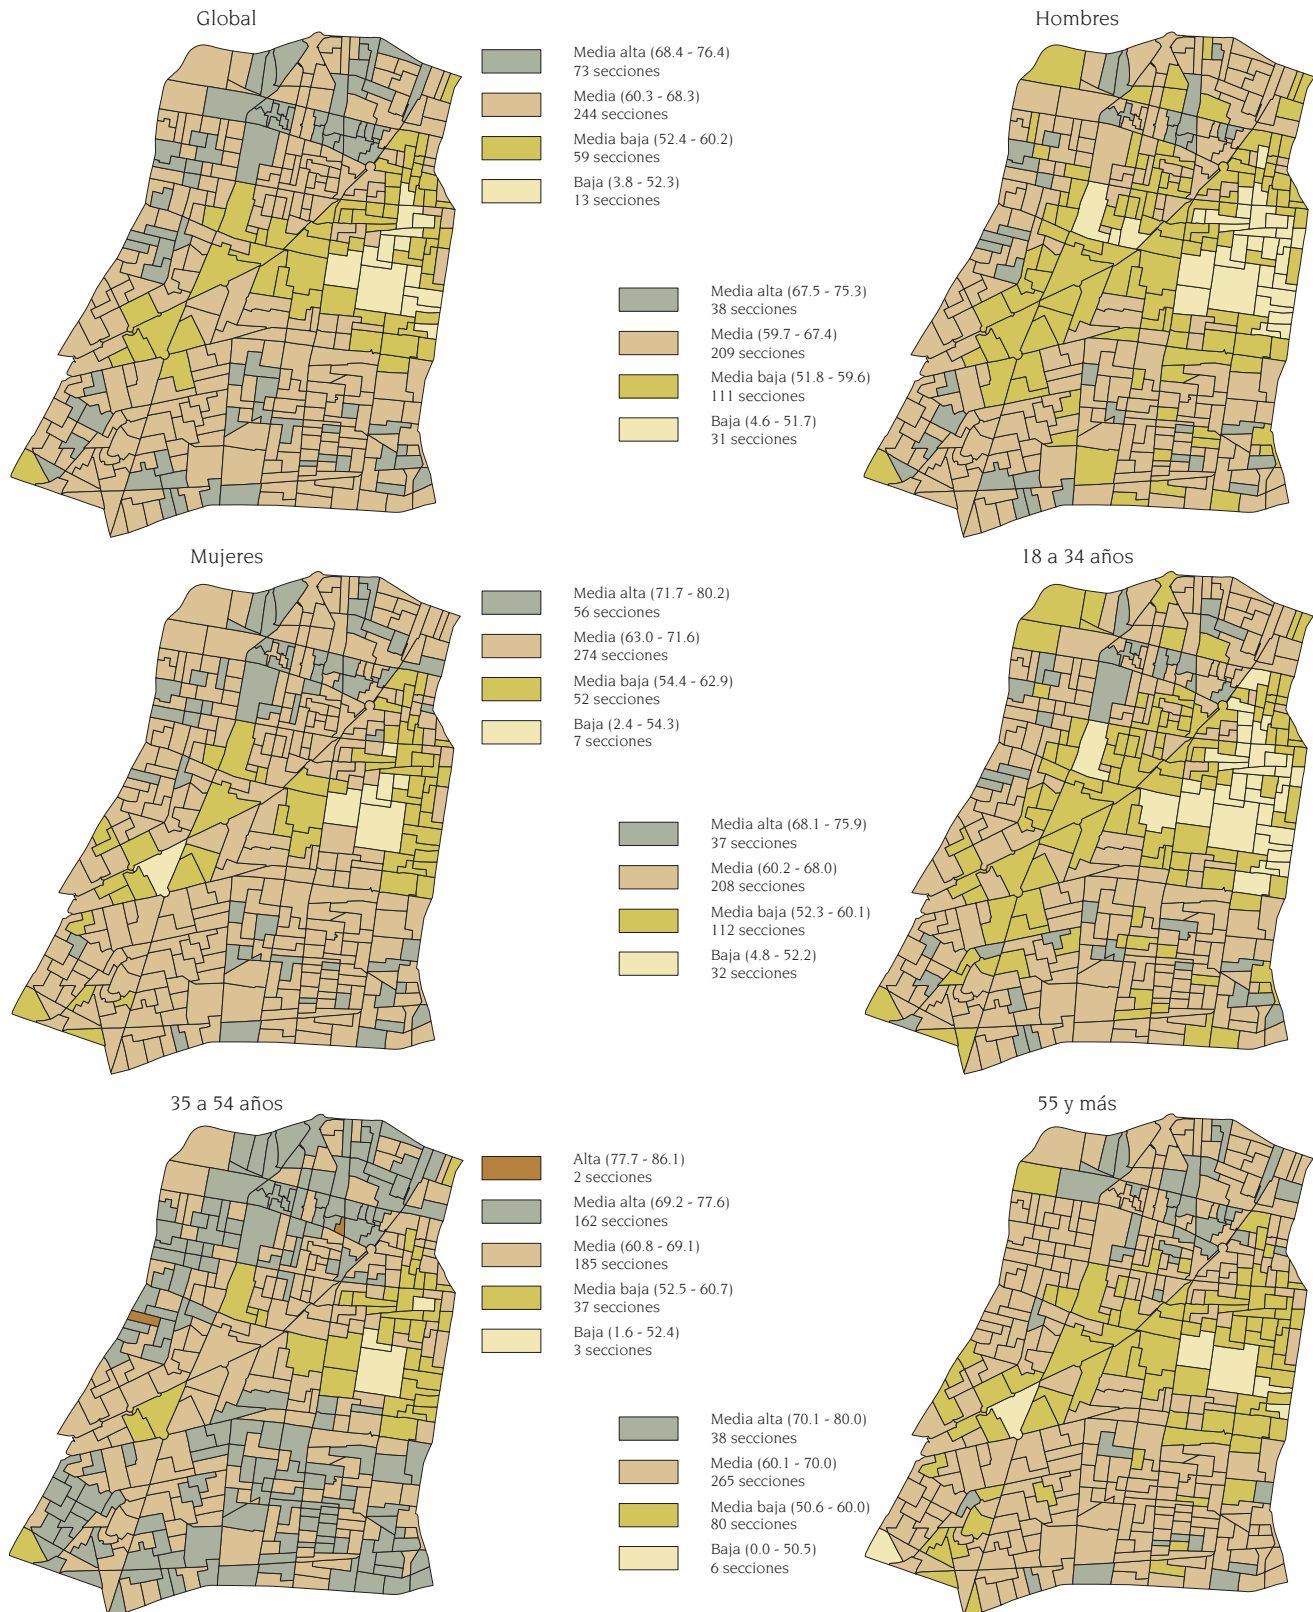 Global
Media alta (68.4 - 76.4)
73 secciones
Media (60.3 - 68.3)
244 secciones
Media baja (52.4 - 60.2)
59 secciones
Baja (3.8 - 52.3)
13 secciones
Hombres
Media alta (67.5 - 75.3)
38 secciones
Media (59.7 - 67.4)
209 secciones
Media baja (51.8 - 59.6)
111 secciones
Baja (4.6 - 51.7)
31 secciones
Mujeres
Media alta (71.7 - 80.2)
56 secciones
Media (63.0 - 71.6)
274 secciones
Media baja (54.4 - 62.9)
52 secciones
Baja (2.4 - 54.3)
7 secciones
18 a 34 años
Media alta (68.1 - 75.9)
37 secciones
Media (60.2 - 68.0)
208 secciones
Media baja (52.3 - 60.1)
112 secciones
Baja (4.8 - 52.2)
32 secciones
35 a 54 años
Alta (77.7 - 86.1)
2 secciones
Media alta (69.2 - 77.6)
162 secciones
Media (60.8 - 69.1)
185 secciones
Media baja (52.5 - 60.7)
37 secciones
Baja (1.6 - 52.4)
3 secciones
55 y más
Media alta (70.1 - 80.0)
38 secciones
Media (60.1 - 70.0)
265 secciones
Media baja (50.6 - 60.0)
80 secciones
Baja (0.0 - 50.5)
6 secciones